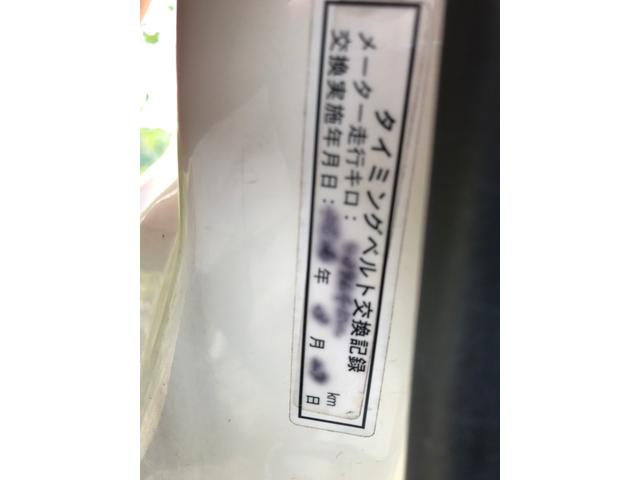 タイミングベルト交換記録
メーター走行キロ： km
交換実施年月日： 年 月 日